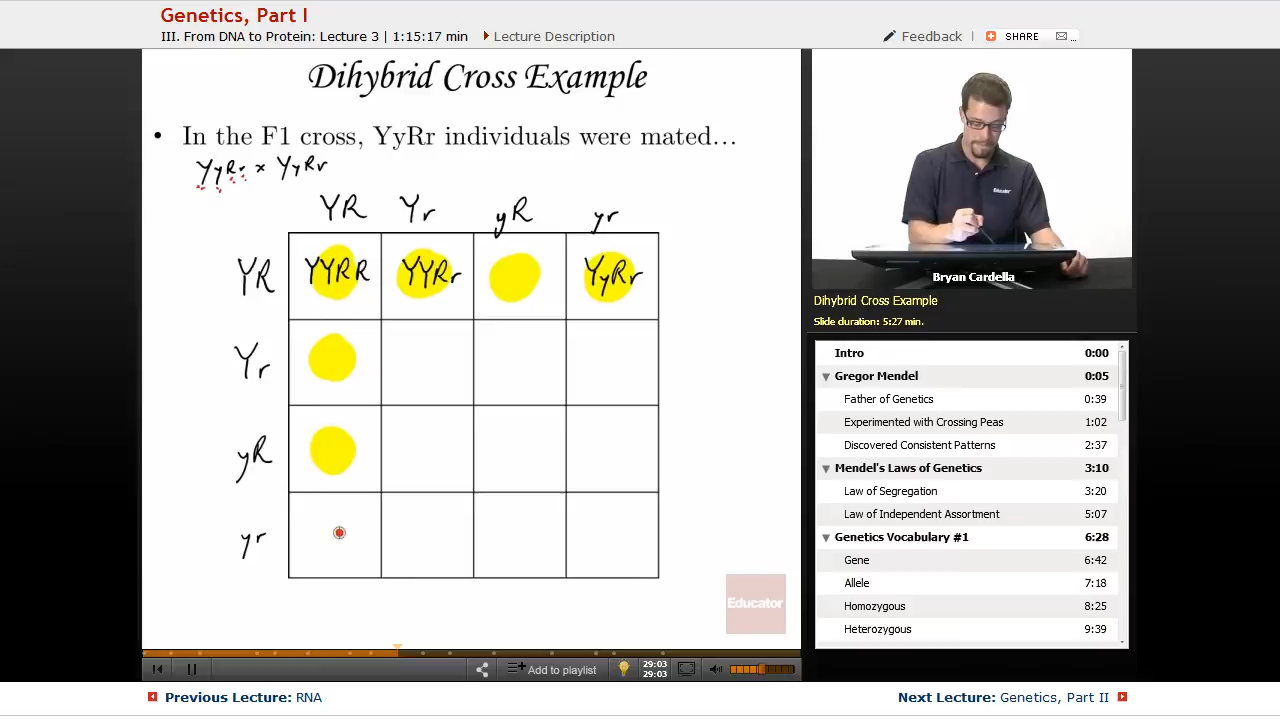 Genetics, Part I
III. From DNA to Protein: Lecture 3 | 1:15:17 min
Lecture Description
Feedback
SHARE
...
Dihybrid Cross Example
• In the F1 cross, YyRr individuals were mated...
YyRr x YyRr
YR Yr yR yr
YR YYRR YYRr YyRr
Yr
yR
yr
Educator
Educator
Bryan Cardella
Dihybrid Cross Example
Slide duration: 5:27 min.
Intro 0:00
Gregor Mendel 0:05
Father of Genetics 0:39
Experimented with Crossing Peas 1:02
Discovered Consistent Patterns 2:37
Mendel's Laws of Genetics 3:10
Law of Segregation 3:20
Law of Independent Assortment 5:07
Genetics Vocabulary #1 6:28
Gene 6:42
Allele 7:18
Homozygous 8:25
Heterozygous 9:39
Add to playlist
29:03
29:03
Previous Lecture: RNA
Next Lecture: Genetics, Part II